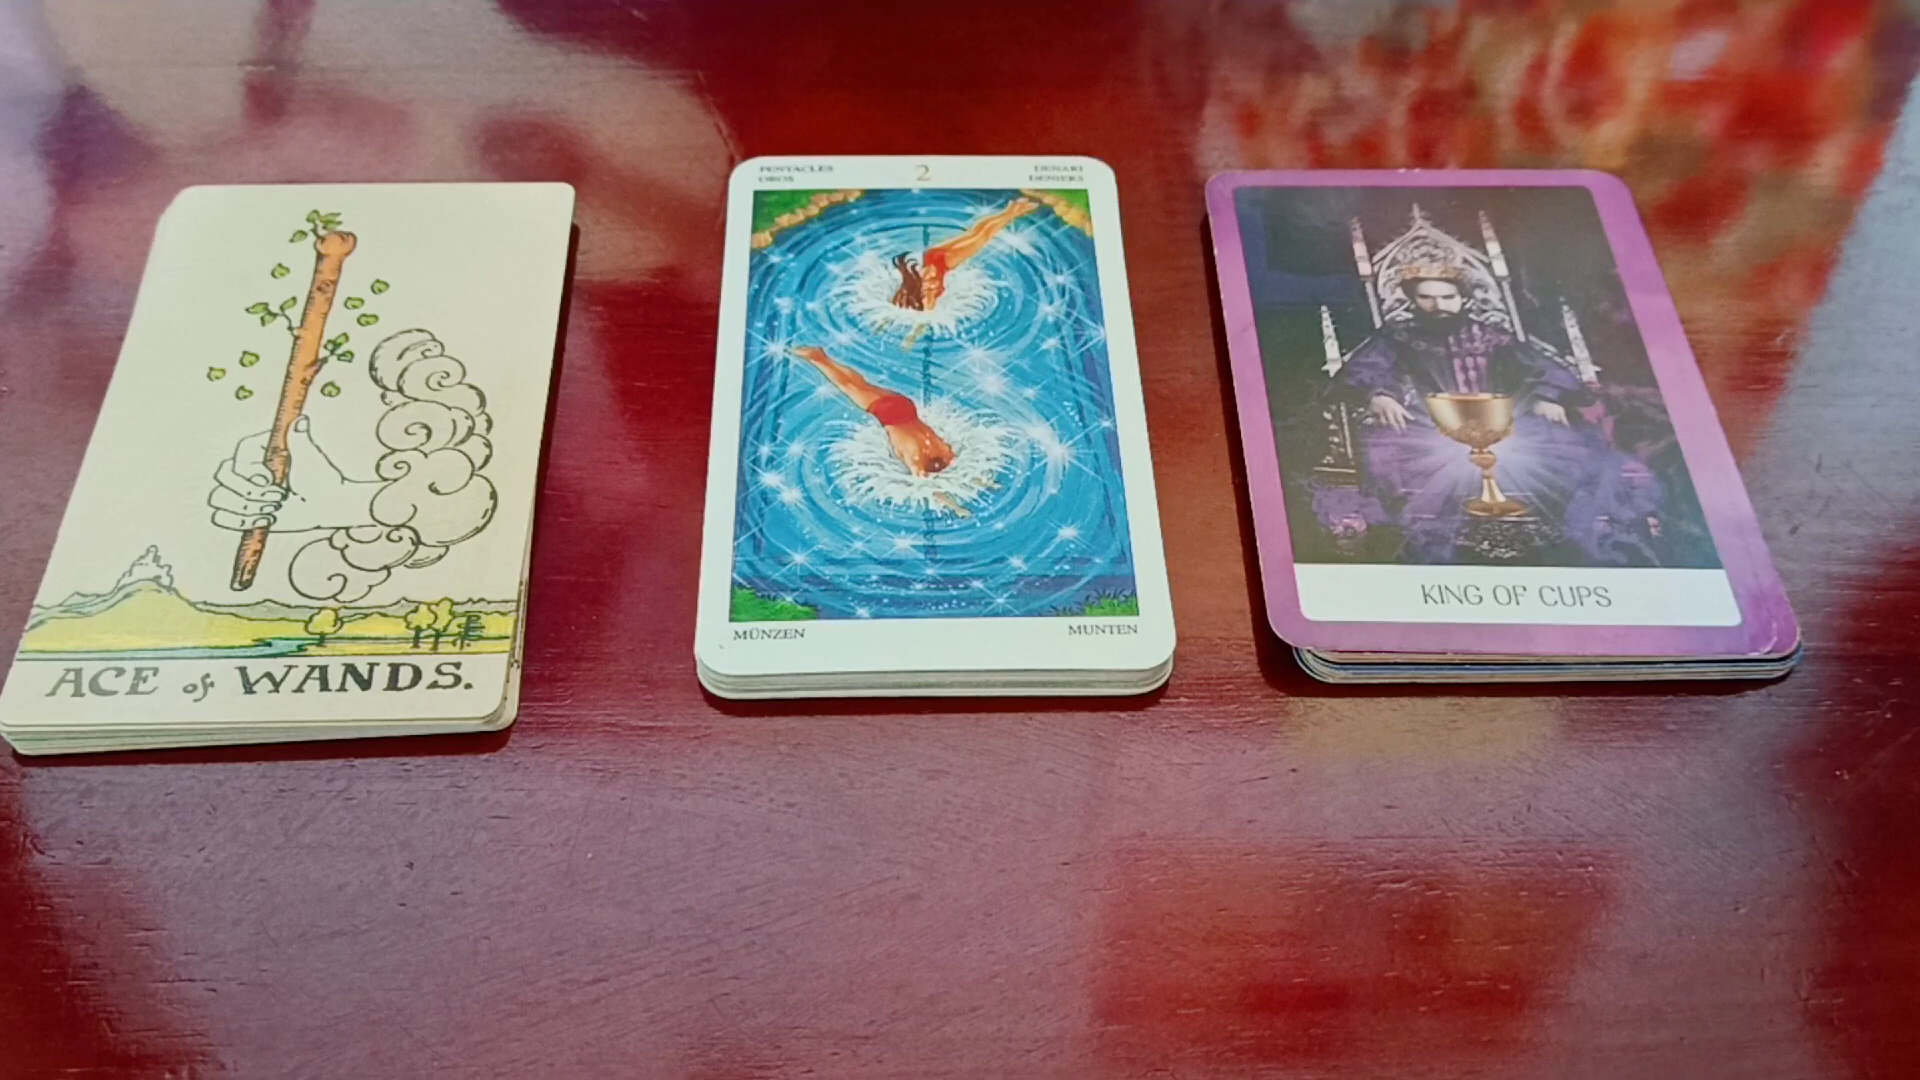 ACE of WANDS.
PENTACLES
OROS
2
DENARI
DENIERS
MÜNZEN
MUNTEN
KING OF CUPS